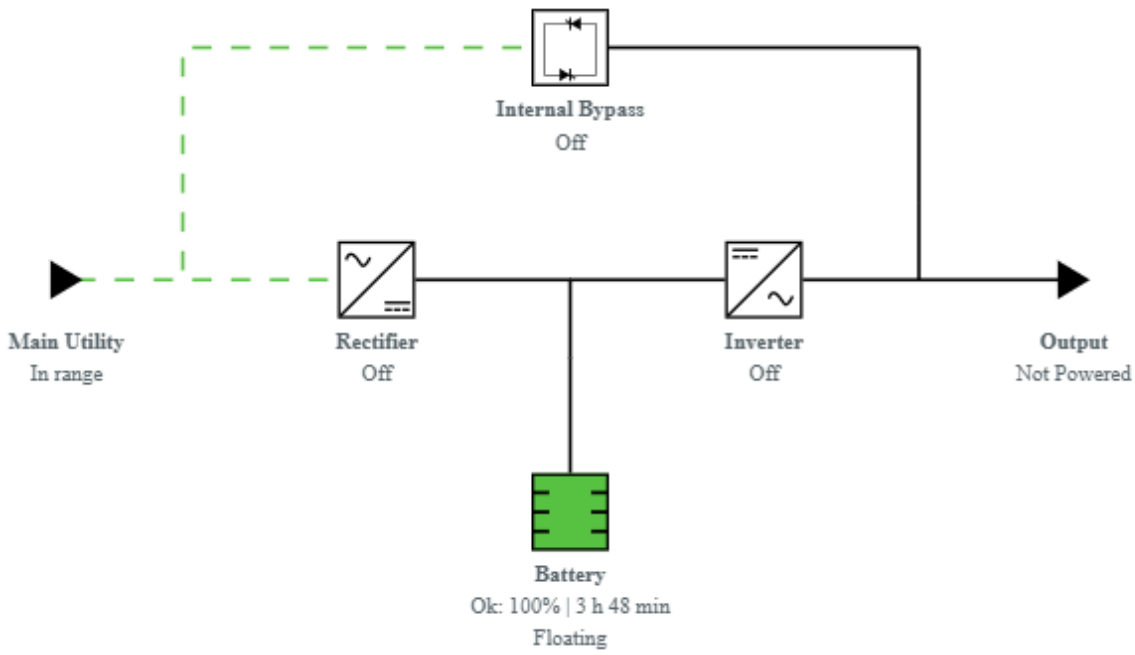 Internal Bypass
Off
Main Utility
In range
Rectifier
Off
Inverter
Off
Output
Not Powered
Battery
Ok: 100% | 3 h 48 min
Floating